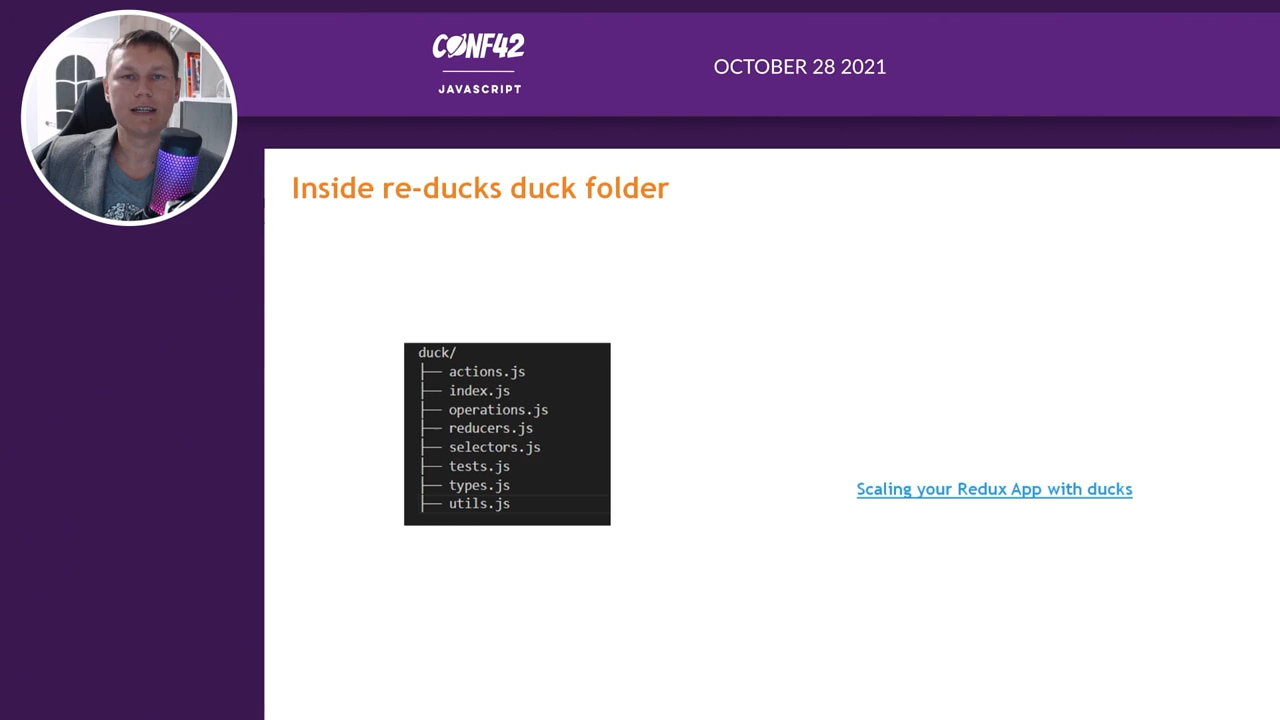 CONF42
JAVASCRIPT
OCTOBER 28 2021
Inside re-ducks duck folder
duck/
├── actions.js
├── index.js
├── operations.js
├── reducers.js
├── selectors.js
├── tests.js
├── types.js
├── utils.js
Scaling your Redux App with ducks